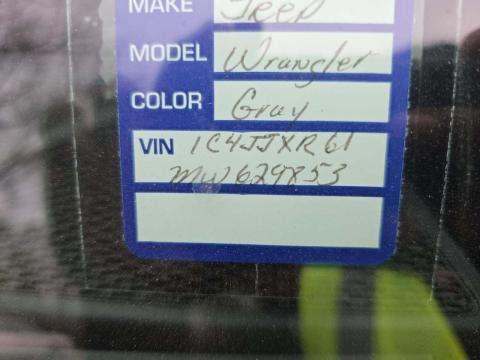 MAKE Jeep
MODEL Wrangler
COLOR Gray
VIN 1C4JJXR61
MW629853